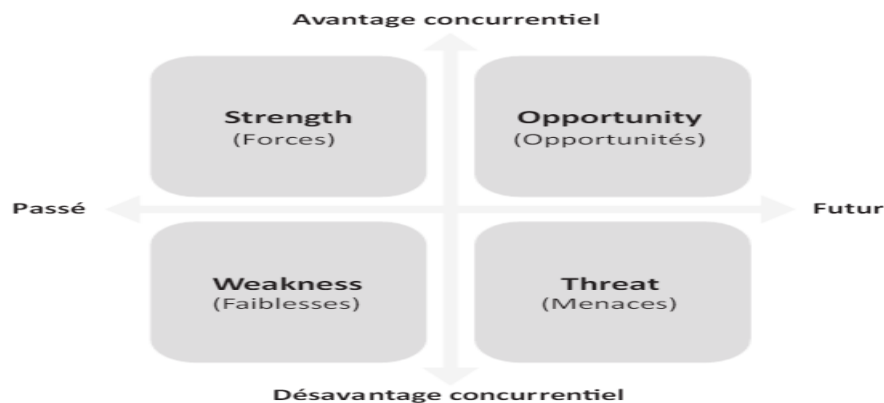 Avantage concurrentiel
Strength
(Forces)
Opportunity
(Opportunités)
Passé
Futur
Weakness
(Faiblesses)
Threat
(Menaces)
Désavantage concurrentiel